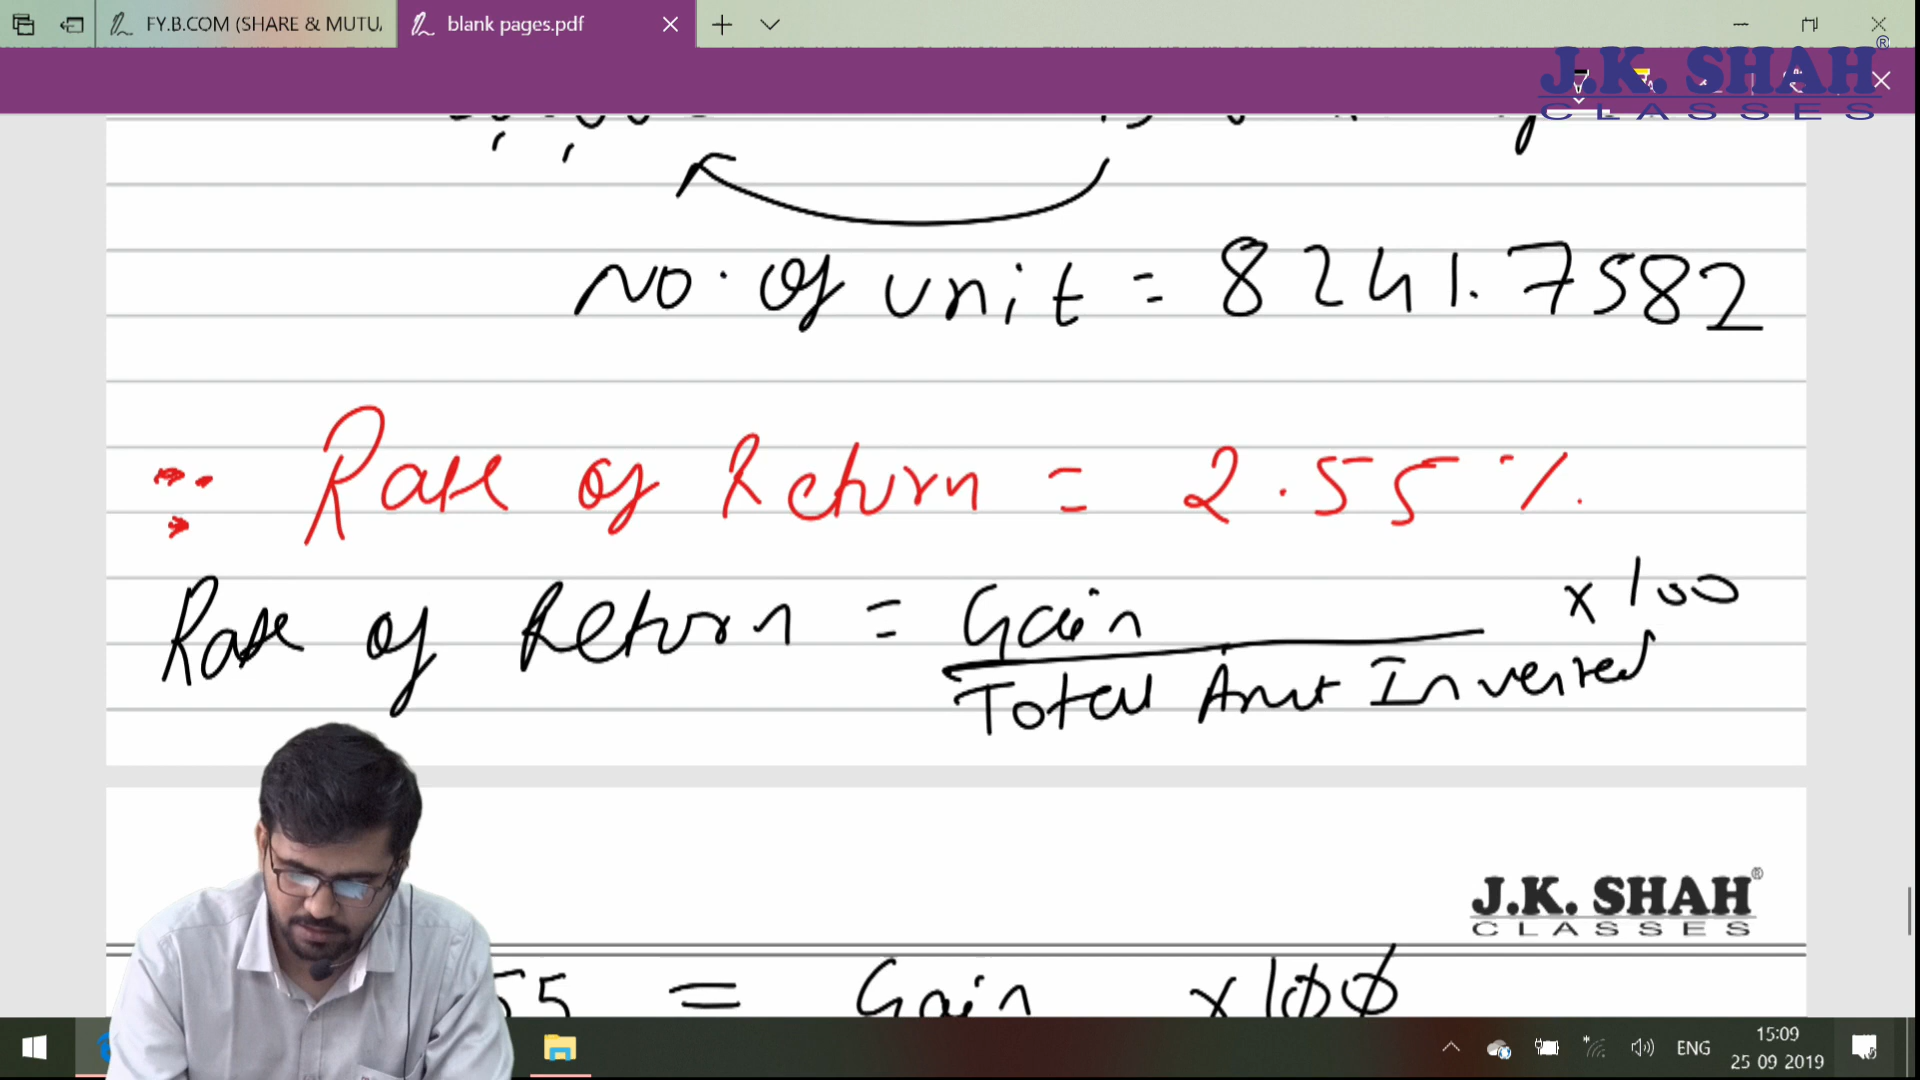 FY.B.COM (SHARE & MUTU
blank pages.pdf
J.K. SHAH®
CLASSES
No. of unit = 8241.7582
Rate of Return = 2.55 %.
Rate of Return = Gain x 100
Total Amt Invested
J.K. SHAH®
CLASSES
55 = Gain x 100
ENG
15:09
25 09 2019